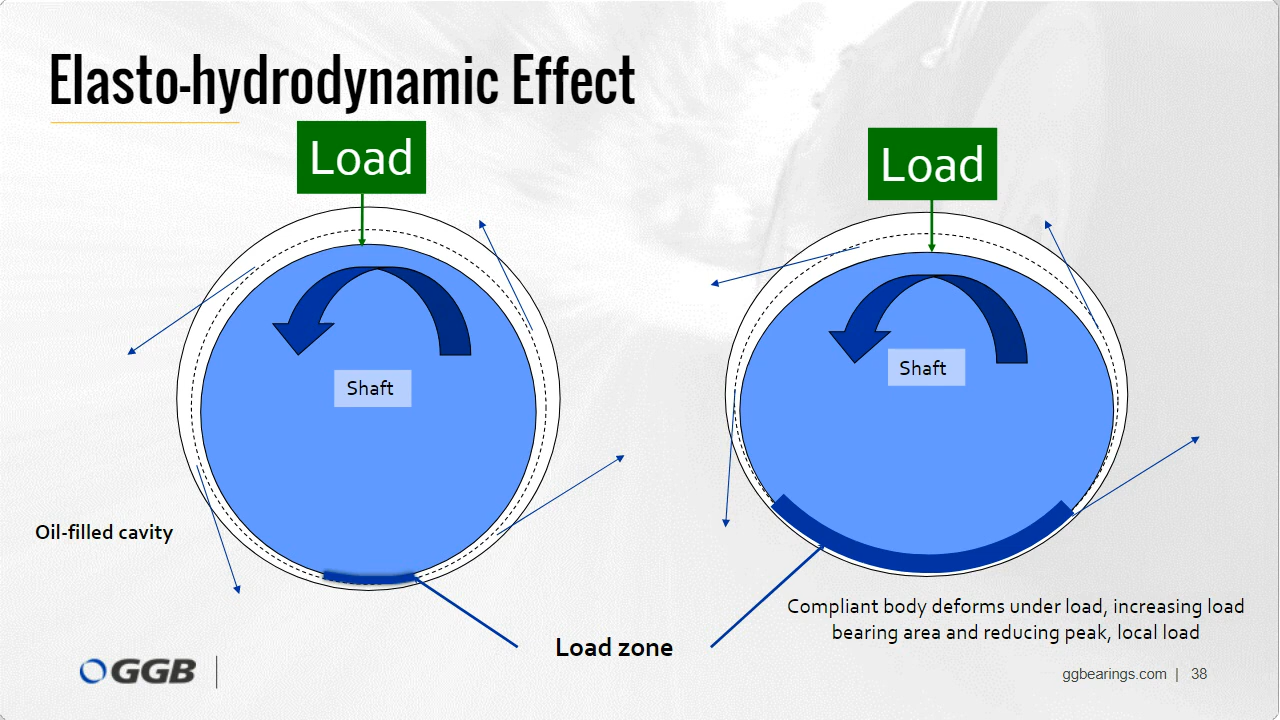 Elasto-hydrodynamic Effect
Load
Load
Shaft
Shaft
Oil-filled cavity
Load zone
Compliant body deforms under load, increasing load
bearing area and reducing peak, local load
GGB
ggbearings.com | 38